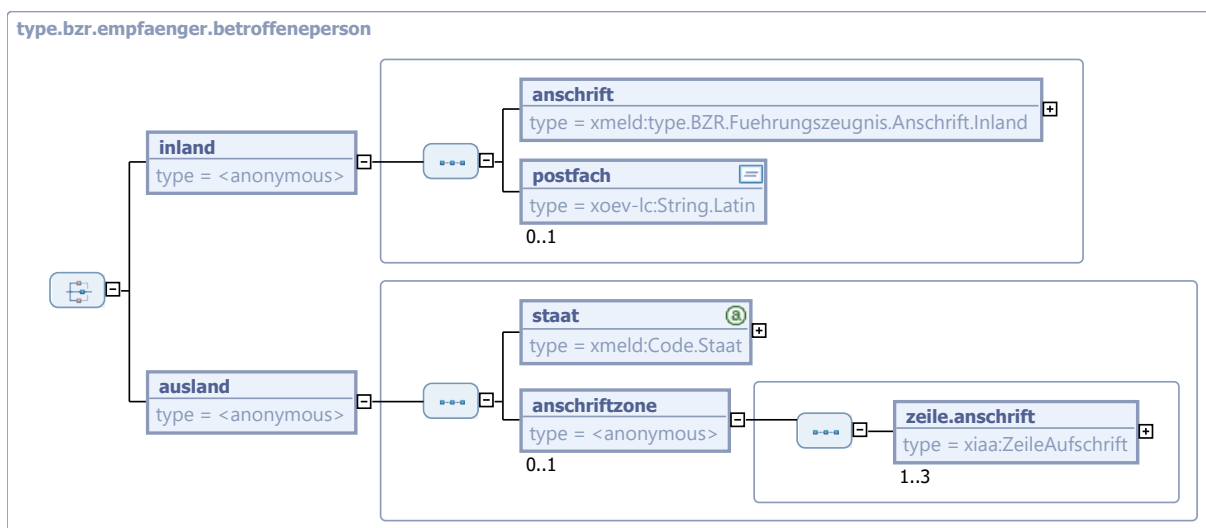 type.bzr.empfaenger.betroffeneperson
anschrift
type = xmeld:type.BZR.Fuehrungszeugnis.Anschrift.Inland
inland
type = <anonymous>
postfach
type = xoev-lc:String.Latin
0..1
staat
type = xmeld:Code.Staat
ausland
type = <anonymous>
anschriftzone
type = <anonymous>
0..1
zeile.anschrift
type = xiaa:ZeileAufschrift
1..3